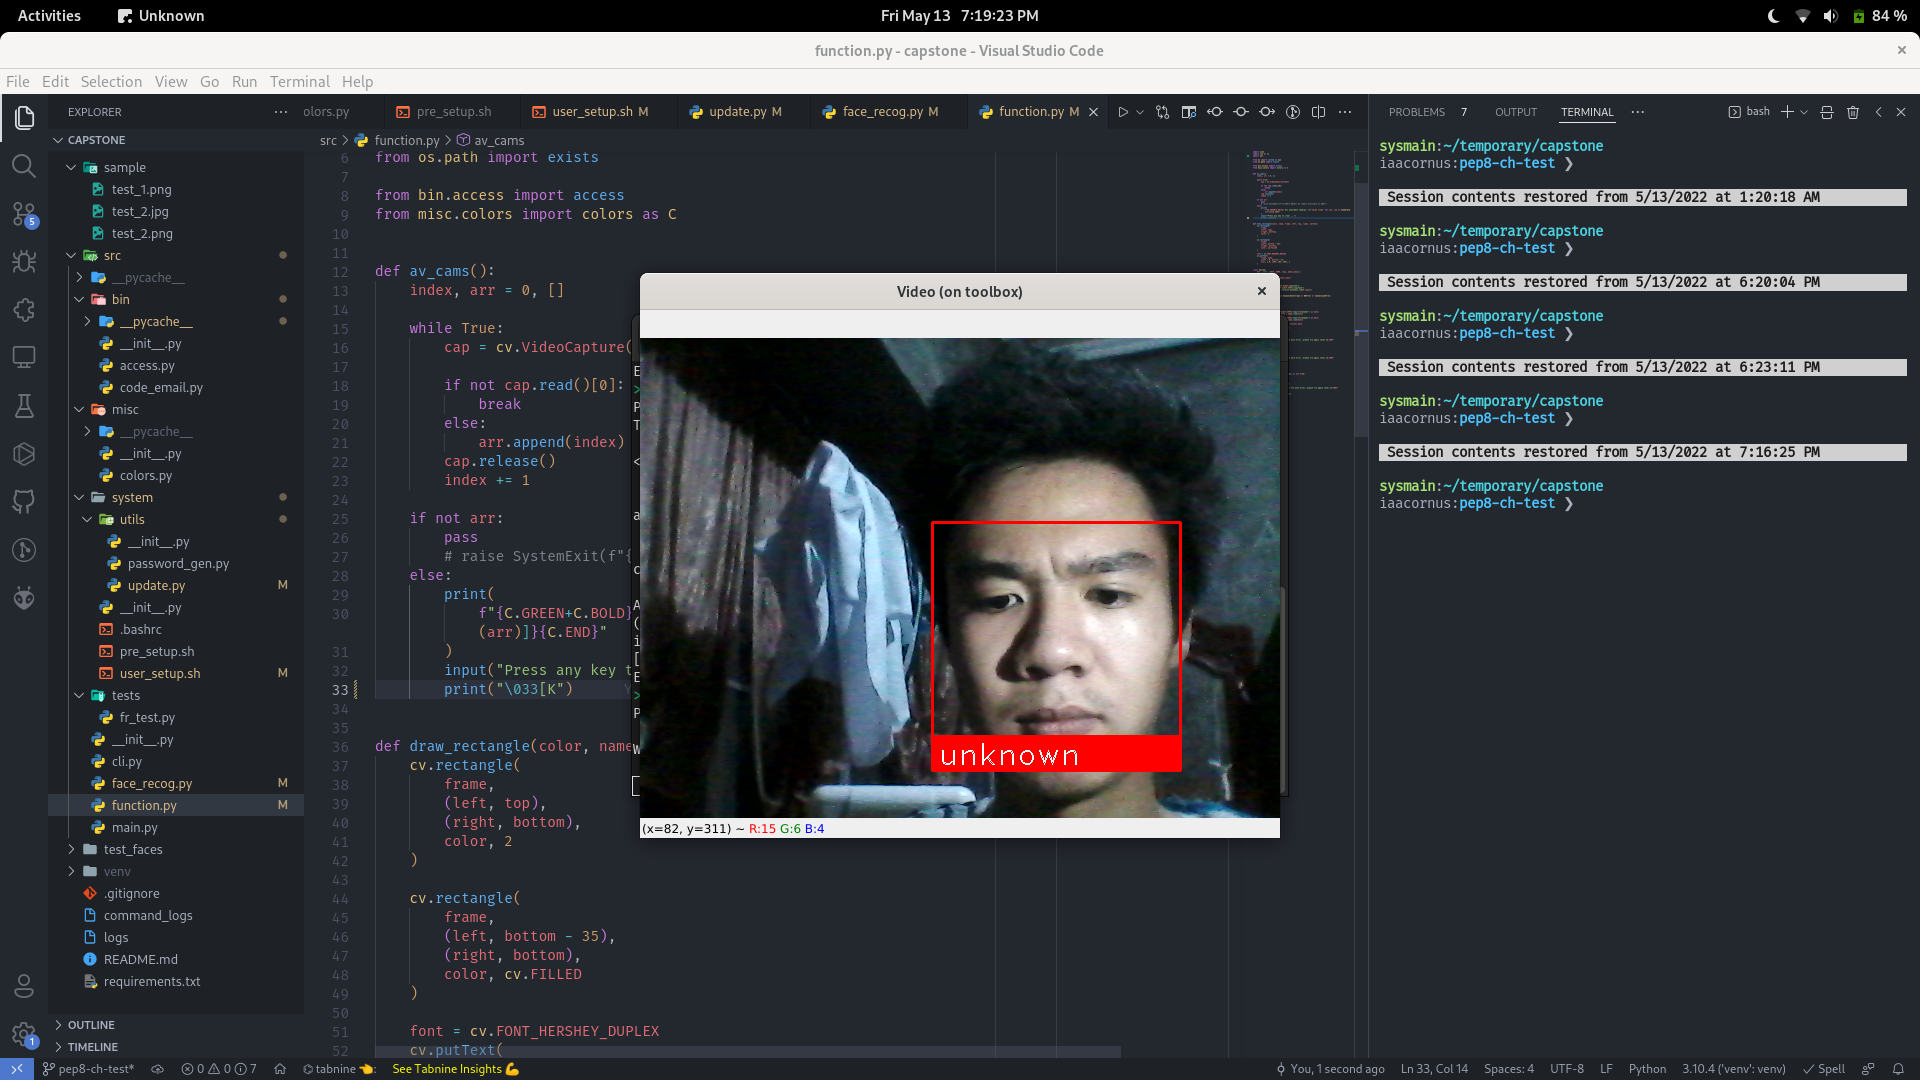 Activities
Unknown
Fri May 13 7:19:23 PM
84 %
function.py - capstone - Visual Studio Code
File Edit Selection View Go Run Terminal Help
EXPLORER
olors.py
pre_setup.sh
user_setup.sh M
update.py M
face_recog.py M
function.py M
CAPSTONE
sample
test_1.png
test_2.jpg
test_2.png
src
__pycache__
bin
__pycache__
__init__.py
access.py
code_email.py
misc
__pycache__
__init__.py
colors.py
system
utils
__init__.py
password_gen.py
update.py M
__init__.py
.bashrc
pre_setup.sh
user_setup.sh M
tests
fr_test.py
__init__.py
cli.py
face_recog.py M
function.py M
main.py
test_faces
venv
.gitignore
command_logs
logs
README.md
requirements.txt
OUTLINE
TIMELINE
5
1
src > function.py > av_cams
6 from os.path import exists
7
8 from bin.access import access
9 from misc.colors import colors as C
10
11
12 def av_cams():
13 index, arr = 0, []
14
15 while True:
16 cap = cv.VideoCapture(
17
18 if not cap.read()[0]:
19 break
20 else:
21 arr.append(index)
22 cap.release()
23 index += 1
24
25 if not arr:
26 pass
27 # raise SystemExit(f"{
28 else:
29 print(
30 f"{C.GREEN+C.BOLD}
(arr)]}{C.END}"
31 )
32 input("Press any key t
33 print("\033[K")
34
35
36 def draw_rectangle(color, name
37 cv.rectangle(
38 frame,
39 (left, top),
40 (right, bottom),
41 color, 2
42 )
43
44 cv.rectangle(
45 frame,
46 (left, bottom - 35),
47 (right, bottom),
48 color, cv.FILLED
49 )
50
51 font = cv.FONT_HERSHEY_DUPLEX
52 cv.putText(
Video (on toolbox)
unknown
(x=82, y=311) ~ R:15 G:6 B:4
PROBLEMS 7 OUTPUT TERMINAL
bash
sysmain:~/temporary/capstone
iaacornus:pep8-ch-test ❯
Session contents restored from 5/13/2022 at 1:20:18 AM
sysmain:~/temporary/capstone
iaacornus:pep8-ch-test ❯
Session contents restored from 5/13/2022 at 6:20:04 PM
sysmain:~/temporary/capstone
iaacornus:pep8-ch-test ❯
Session contents restored from 5/13/2022 at 6:23:11 PM
sysmain:~/temporary/capstone
iaacornus:pep8-ch-test ❯
Session contents restored from 5/13/2022 at 7:16:25 PM
sysmain:~/temporary/capstone
iaacornus:pep8-ch-test ❯
pep8-ch-test*
0 0 7
tabnine
See Tabnine Insights
You, 1 second ago
Ln 33, Col 14
Spaces: 4
UTF-8
LF
Python
3.10.4 ('venv': venv)
Spell